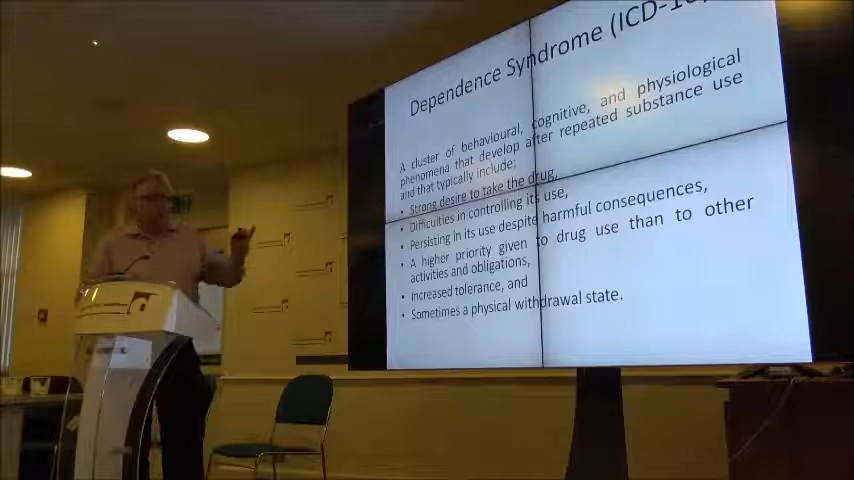 Dependence Syndrome (ICD-10)
A cluster of behavioural, cognitive, and physiological
phenomena that develop after repeated substance use
and that typically include:
• Strong desire to take the drug,
• Difficulties in controlling its use,
• Persisting in its use despite harmful consequences,
• A higher priority given to drug use than to other
activities and obligations,
• Increased tolerance, and
• Sometimes a physical withdrawal state.